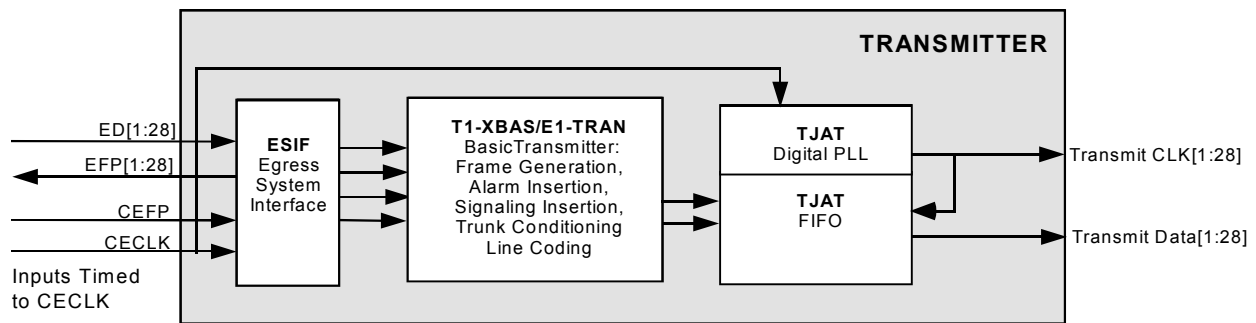 TRANSMITTER
ED[1:28]
EFP[1:28]
CEFP
CECLK
Inputs Timed
to CECLK
ESIF
Egress
System
Interface
T1-XBAS/E1-TRAN
BasicTransmitter:
Frame Generation,
Alarm Insertion,
Signaling Insertion,
Trunk Conditioning
Line Coding
TJAT
Digital PLL
TJAT
FIFO
Transmit CLK[1:28]
Transmit Data[1:28]